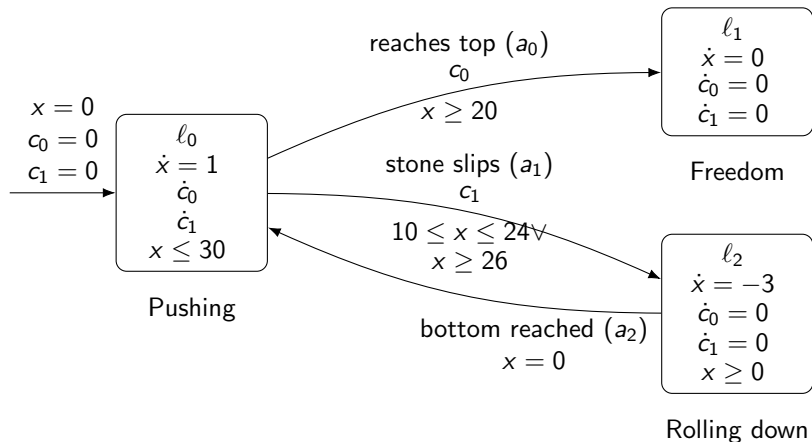 x = 0
c₀ = 0
c₁ = 0
ℓ₀
ẋ = 1
ċ₀
ċ₁
x ≤ 30
Pushing
reaches top (a₀)
c₀
x ≥ 20
ℓ₁
ẋ = 0
ċ₀ = 0
ċ₁ = 0
Freedom
stone slips (a₁)
c₁
10 ≤ x ≤ 24∨
x ≥ 26
bottom reached (a₂)
x = 0
ℓ₂
ẋ = −3
ċ₀ = 0
ċ₁ = 0
x ≥ 0
Rolling down